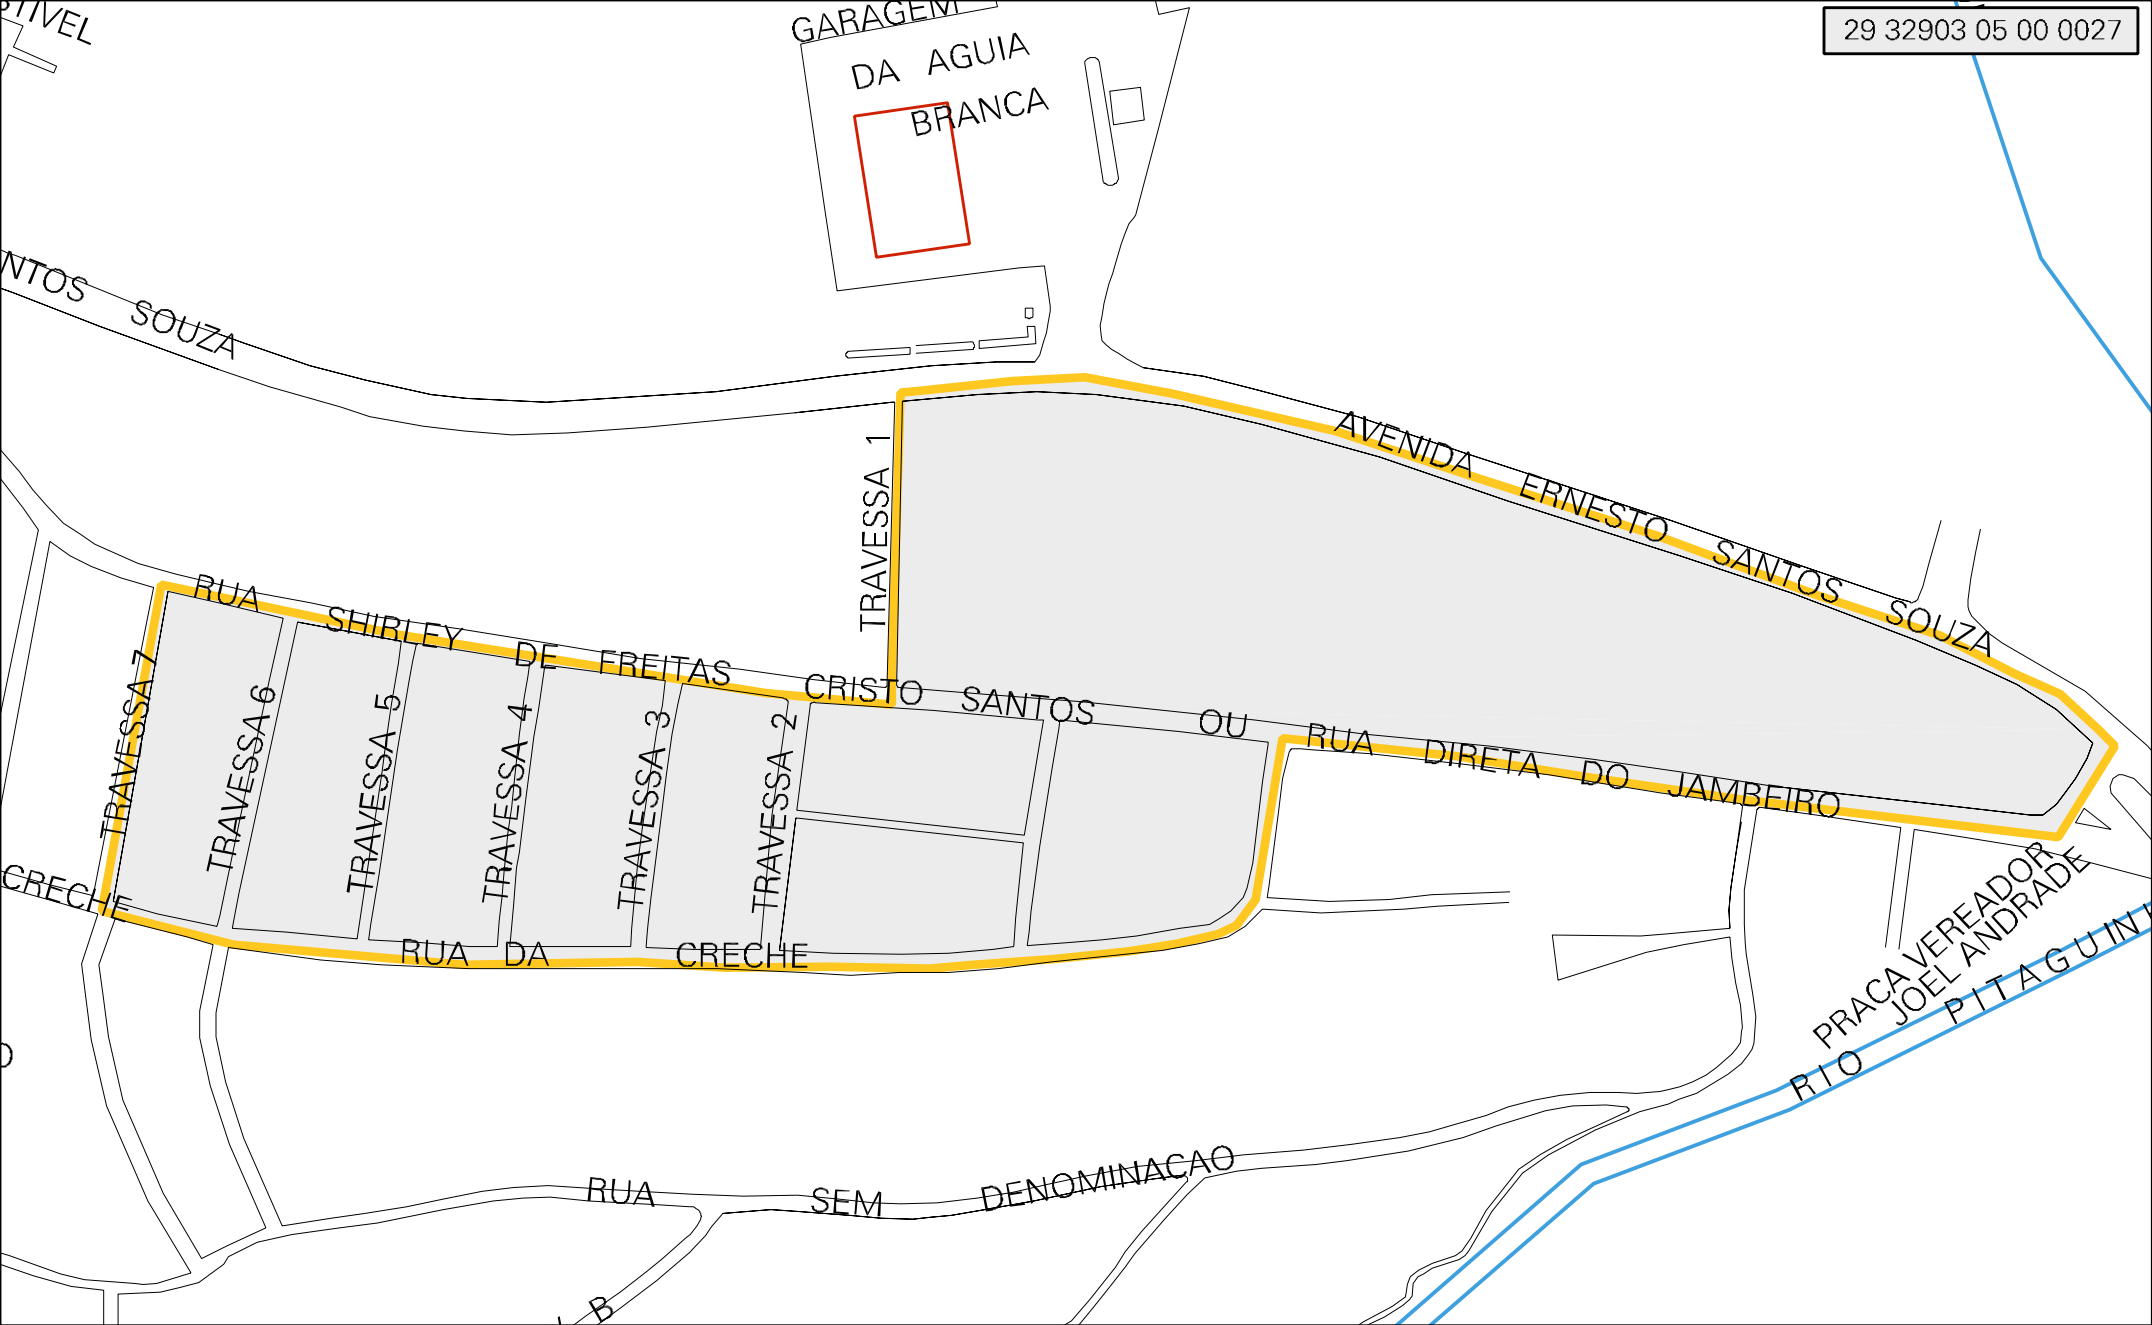 29 32903 05 00 0027
GARAGEM
DA AGUIA
BRANCA
SOUZA
AVENIDA ERNESTO SANTOS SOUZA
TRAVESSA 1
RUA SHIRLEY DE FREITAS CRISTO SANTOS OU RUA DIRETA DO JAMBEIRO
TRAVESSA 7
TRAVESSA 6
TRAVESSA 5
TRAVESSA 4
TRAVESSA 3
TRAVESSA 2
CRECHE
RUA DA CRECHE
PRACA VEREADOR
JOEL ANDRADE
RIO PITAGUIN
RUA SEM DENOMINACAO
B